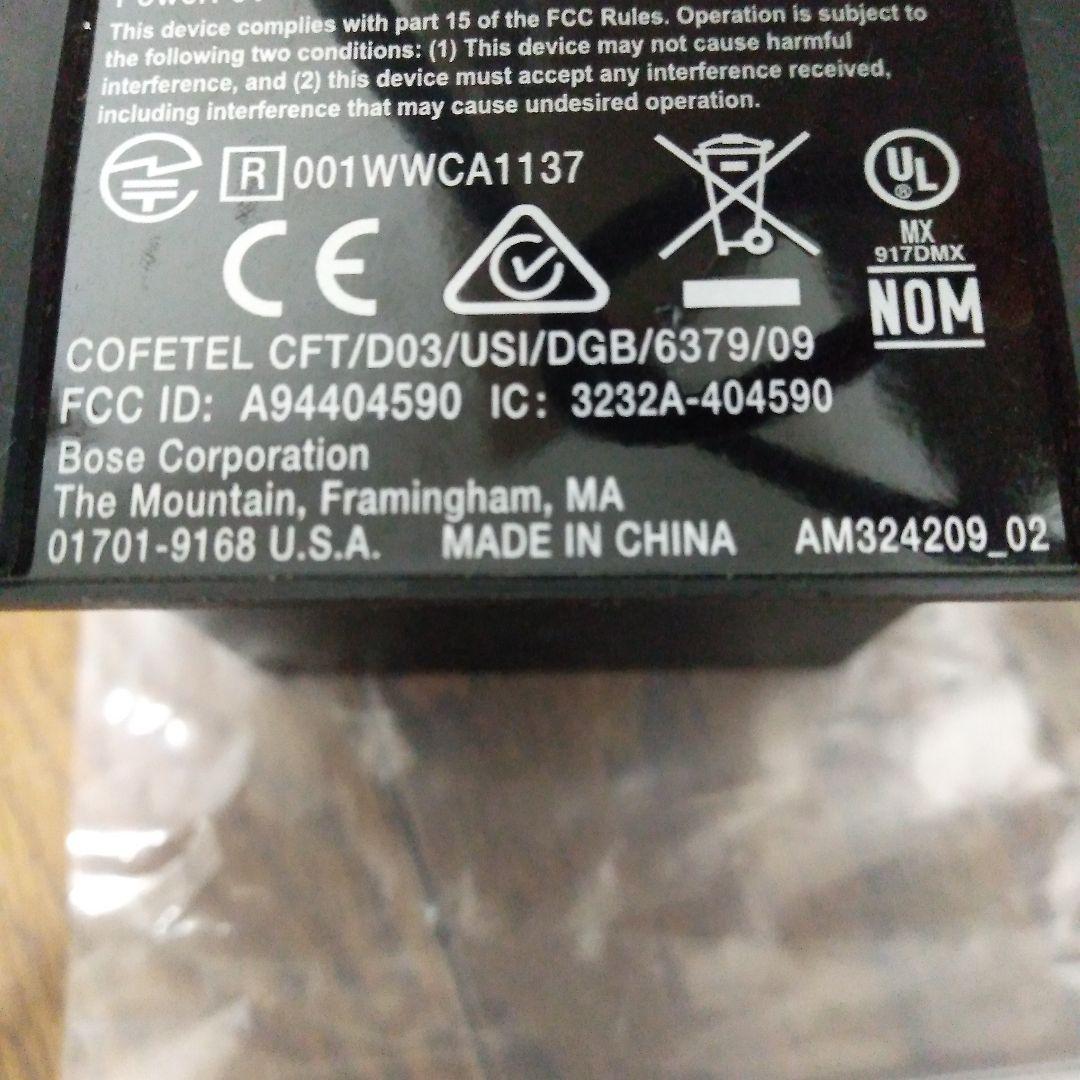 This device complies with part 15 of the FCC Rules. Operation is subject to
the following two conditions: (1) This device may not cause harmful
interference, and (2) this device must accept any interference received,
including interference that may cause undesired operation.
R 001WWCA1137
UL
®
MX
917DMX
CE
NOM
COFETEL CFT/D03/USI/DGB/6379/09
FCC ID: A94404590 IC: 3232A-404590
Bose Corporation
The Mountain, Framingham, MA
01701-9168 U.S.A. MADE IN CHINA AM324209_02